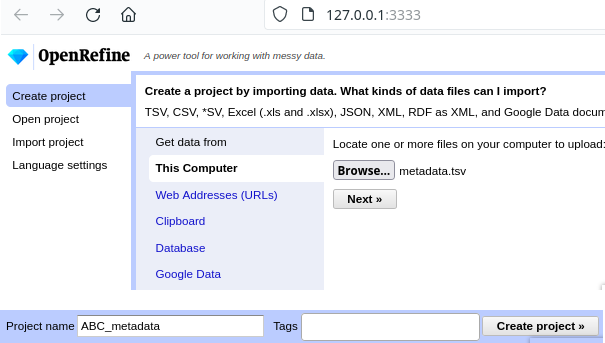 127.0.0.1:3333
OpenRefine A power tool for working with messy data.
Create project
Open project
Import project
Language settings
Create a project by importing data. What kinds of data files can I import?
TSV, CSV, *SV, Excel (.xls and .xlsx), JSON, XML, RDF as XML, and Google Data docum
Get data from
This Computer
Web Addresses (URLs)
Clipboard
Database
Google Data
Locate one or more files on your computer to upload:
Browse... metadata.tsv
Next »
Project name ABC_metadata Tags Create project »